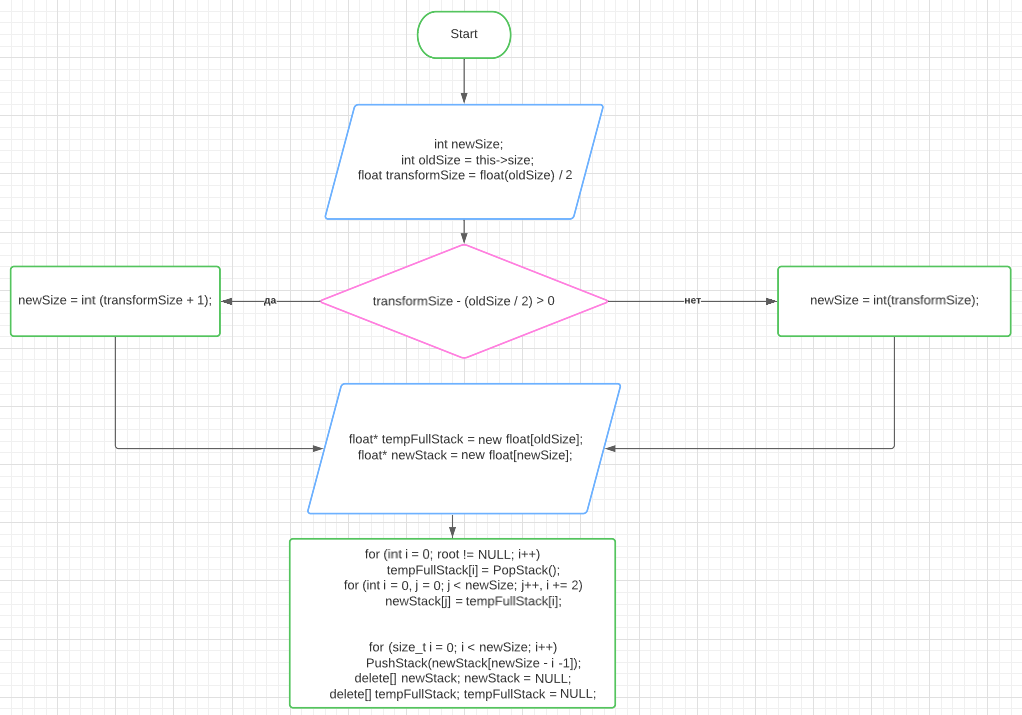 Start
int newSize;
int oldSize = this->size;
float transformSize = float(oldSize) / 2
newSize = int (transformSize + 1);
да
transformSize - (oldSize / 2) > 0
нет
newSize = int(transformSize);
float* tempFullStack = new float[oldSize];
float* newStack = new float[newSize];
for (int i = 0; root != NULL; i++)
tempFullStack[i] = PopStack();
for (int i = 0, j = 0; j < newSize; j++, i += 2)
newStack[j] = tempFullStack[i];
for (size_t i = 0; i < newSize; i++)
PushStack(newStack[newSize - i -1]);
delete[] newStack; newStack = NULL;
delete[] tempFullStack; tempFullStack = NULL;